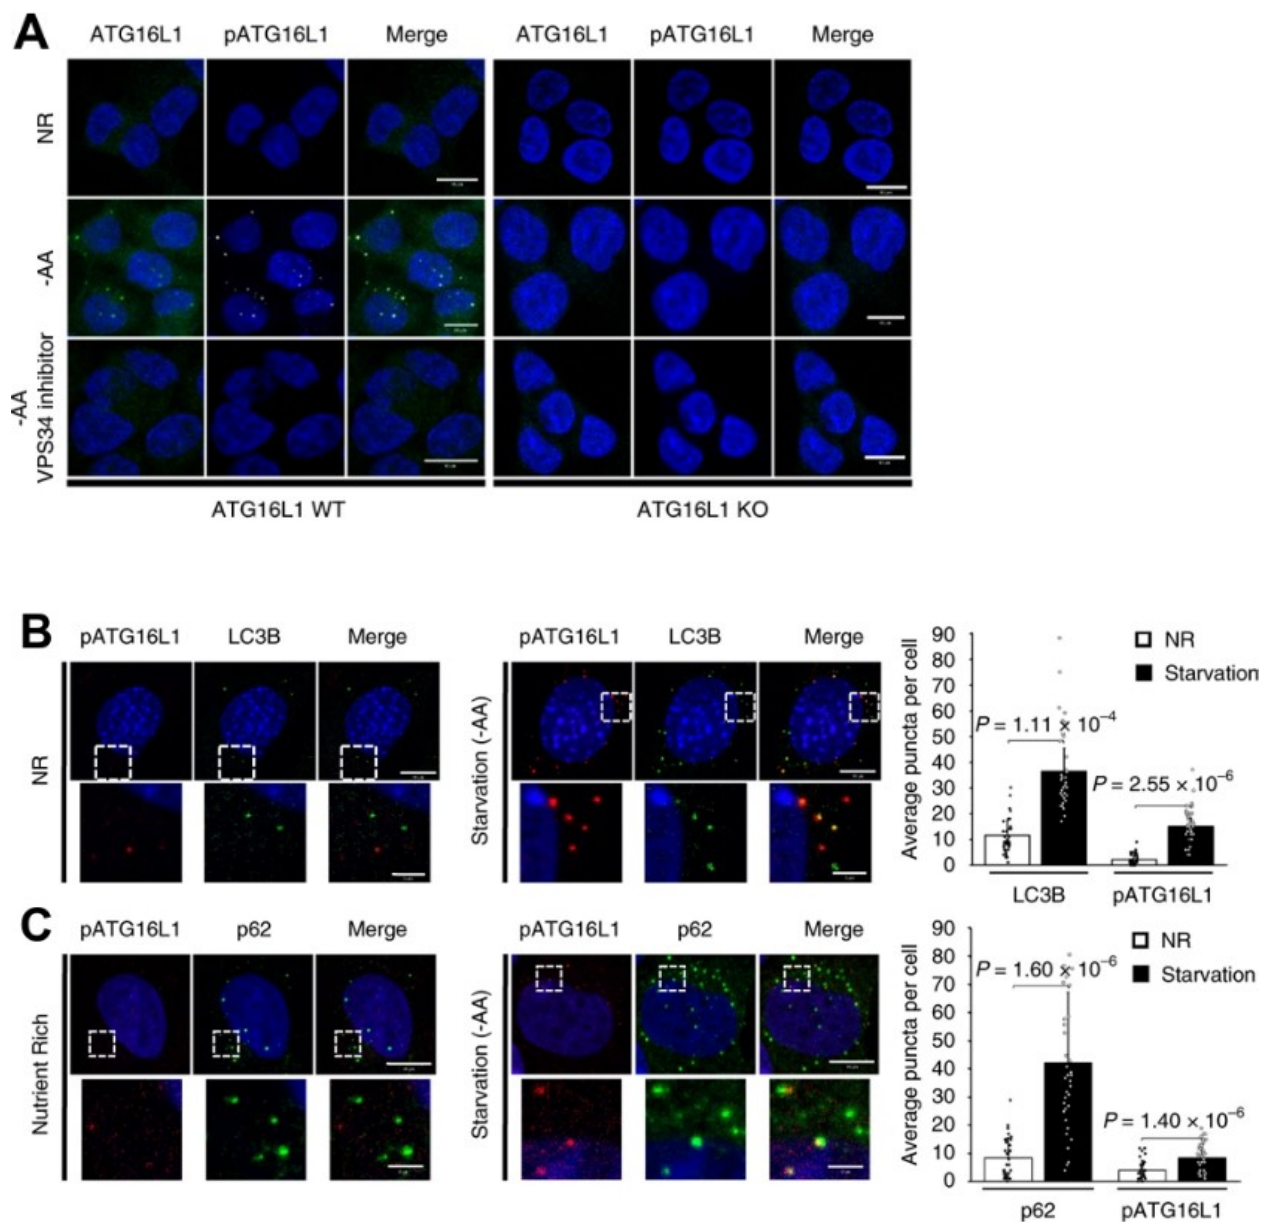 A
ATG16L1 pATG16L1 Merge ATG16L1 pATG16L1 Merge
NR
-AA
-AA
VPS34 inhibitor
ATG16L1 WT ATG16L1 KO
B
pATG16L1 LC3B Merge
NR
pATG16L1 LC3B Merge
Starvation (-AA)
Average puncta per cell
90
80
70
60
50
40
30
20
10
0
NR
Starvation
P = 1.11 × 10⁻⁴
P = 2.55 × 10⁻⁶
LC3B pATG16L1
C
pATG16L1 p62 Merge
Nutrient Rich
pATG16L1 p62 Merge
Starvation (-AA)
Average puncta per cell
90
80
70
60
50
40
30
20
10
0
NR
Starvation
P = 1.60 × 10⁻⁶
P = 1.40 × 10⁻⁶
p62 pATG16L1